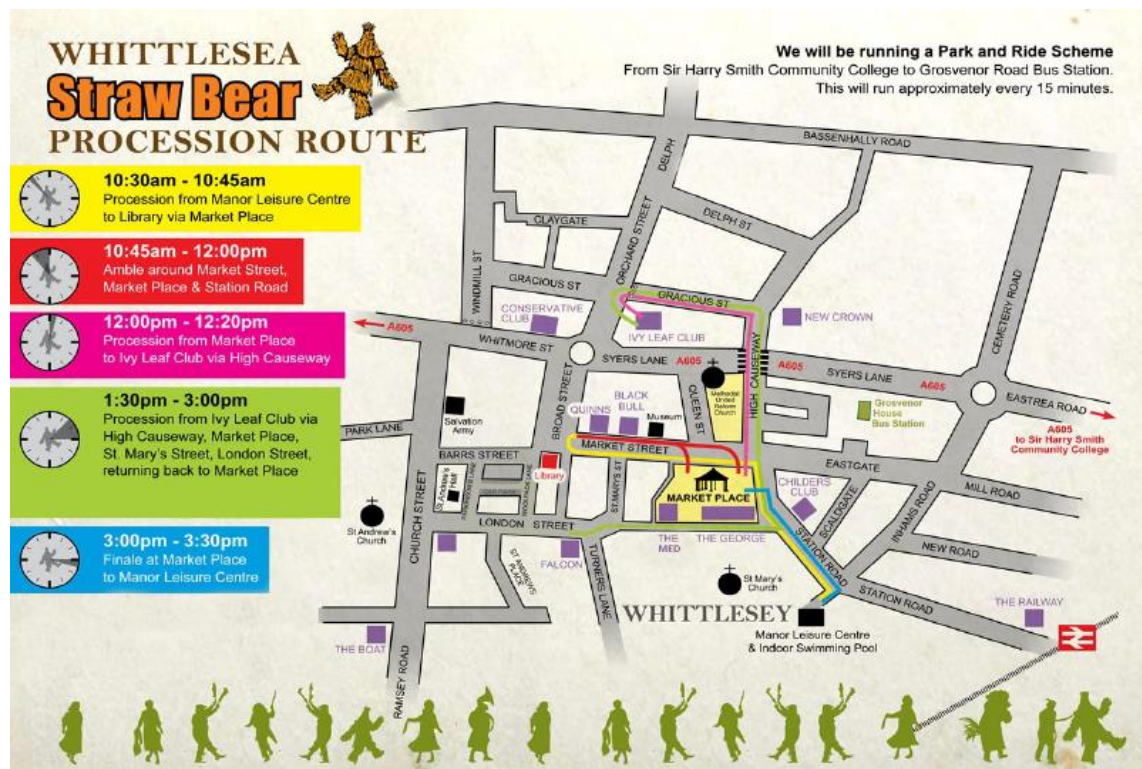 WHITTLESEA
Straw Bear
PROCESSION ROUTE
We will be running a Park and Ride Scheme
From Sir Harry Smith Community College to Grosvenor Road Bus Station.
This will run approximately every 15 minutes.
10:30am - 10:45am
Procession from Manor Leisure Centre
to Library via Market Place
10:45am - 12:00pm
Amble around Market Street,
Market Place & Station Road
12:00pm - 12:20pm
Procession from Market Place
to Ivy Leaf Club via High Causeway
1:30pm - 3:00pm
Procession from Ivy Leaf Club via
High Causeway, Market Place,
St. Mary's Street, London Street,
returning back to Market Place
3:00pm - 3:30pm
Finale at Market Place
to Manor Leisure Centre
BASSENHALLY ROAD
DELPH
DELPH ST
CLAYGATE
ORCHARD STREET
WINDMILL ST
GRACIOUS ST
GRACIOUS ST
CONSERVATIVE
CLUB
IVY LEAF CLUB
NEW CROWN
CEMETERY ROAD
A605
WHITMORE ST
SYERS LANE
A605
A605
SYERS LANE
A605
EASTREA ROAD
A605
to Sir Harry Smith
Community College
HIGH CAUSEWAY
Methodist
United
Reform
Church
QUEEN ST
Grosvenor
House
Bus Station
BROAD STREET
QUINNS
BLACK
BULL
Museum
Salvation
Army
PARK LANE
MARKET STREET
BARRS STREET
Library
St Andrew's
Hall
ST.MARY'S ST
MARKET PLACE
EASTGATE
MILL ROAD
CHILDERS
CLUB
SCALDGATE
INHAMS ROAD
NEW ROAD
CHURCH STREET
St Andrew's
Church
LONDON STREET
FALCON
THE
MED
THE GEORGE
STATION ROAD
STATION ROAD
ST ANDREWS
PLACE
TURNERS LANE
St Mary's
Church
WHITTLESEY
Manor Leisure Centre
& Indoor Swimming Pool
THE RAILWAY
THE BOAT
RAMSEY ROAD